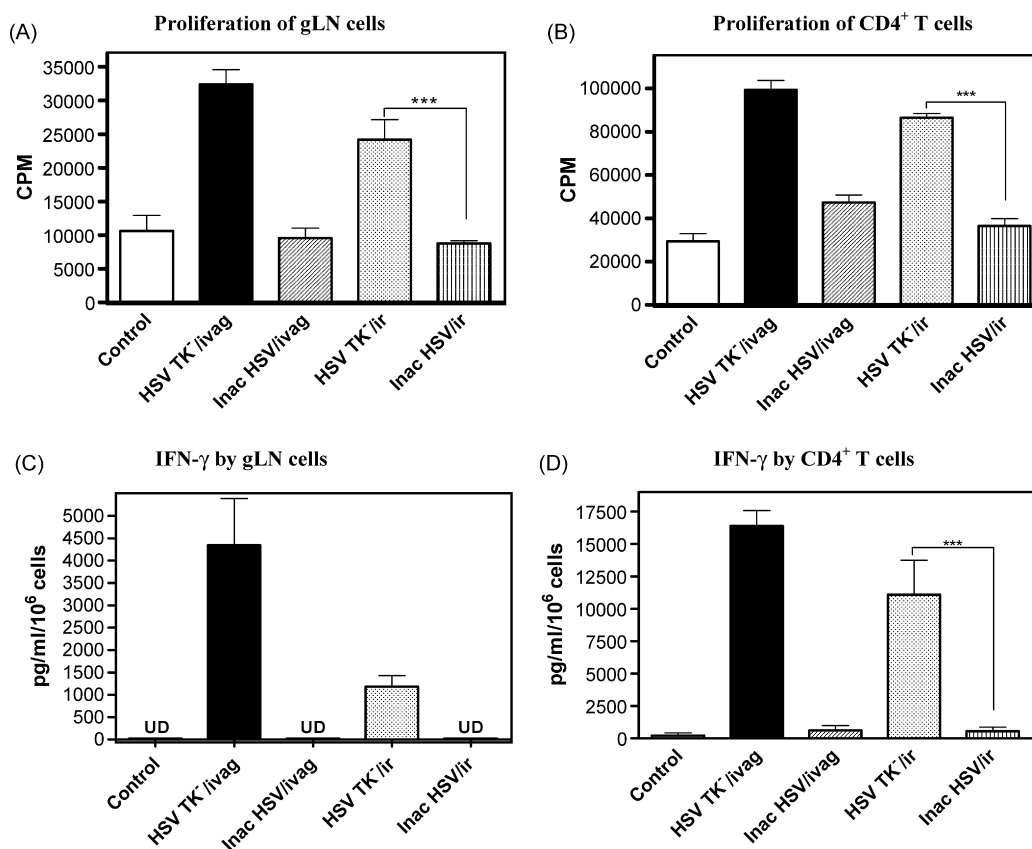 (A)
Proliferation of gLN cells
CPM
35000
30000
25000
20000
15000
10000
5000
0
***
Control
HSV TK⁻/ivag
Inac HSV/ivag
HSV TK⁻/ir
Inac HSV/ir
(B)
Proliferation of CD4⁺ T cells
CPM
100000
80000
60000
40000
20000
0
***
Control
HSV TK⁻/ivag
Inac HSV/ivag
HSV TK⁻/ir
Inac HSV/ir
(C)
IFN-γ by gLN cells
pg/ml/10⁶ cells
5000
4500
4000
3500
3000
2500
2000
1500
1000
500
0
UD
UD
UD
Control
HSV TK⁻/ivag
Inac HSV/ivag
HSV TK⁻/ir
Inac HSV/ir
(D)
IFN-γ by CD4⁺ T cells
pg/ml/10⁶ cells
17500
15000
12500
10000
7500
5000
2500
0
***
Control
HSV TK⁻/ivag
Inac HSV/ivag
HSV TK⁻/ir
Inac HSV/ir